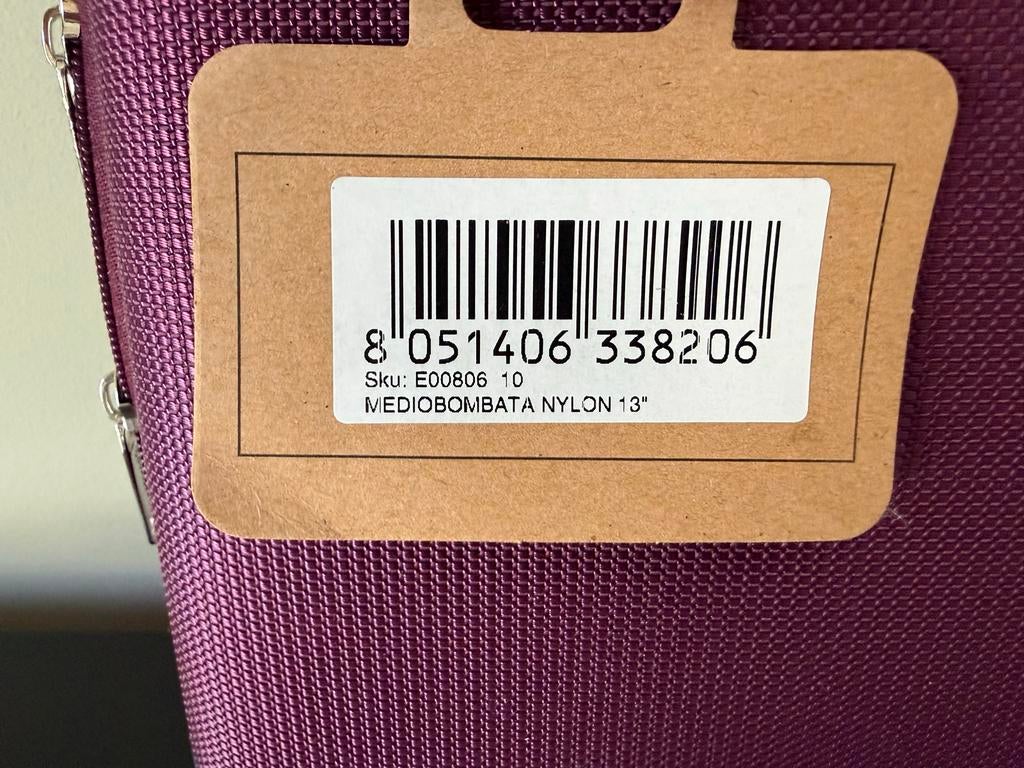 8 051406 338206
Sku: E00806 10
MEDIOBOMBATA NYLON 13"